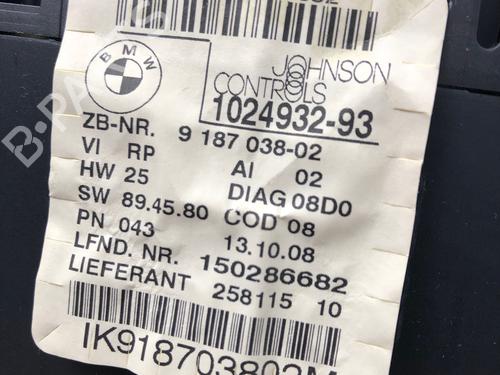 BMW
JOHNSON
CONTROLS
1024932-93
ZB-NR. 9 187 038-02
VI RP AI 02
HW 25 DIAG 08D0
SW 89.45.80 COD 08
PN 043 13.10.08
LFND. NR. 150286682
LIEFERANT 258115 10
IK918703802M